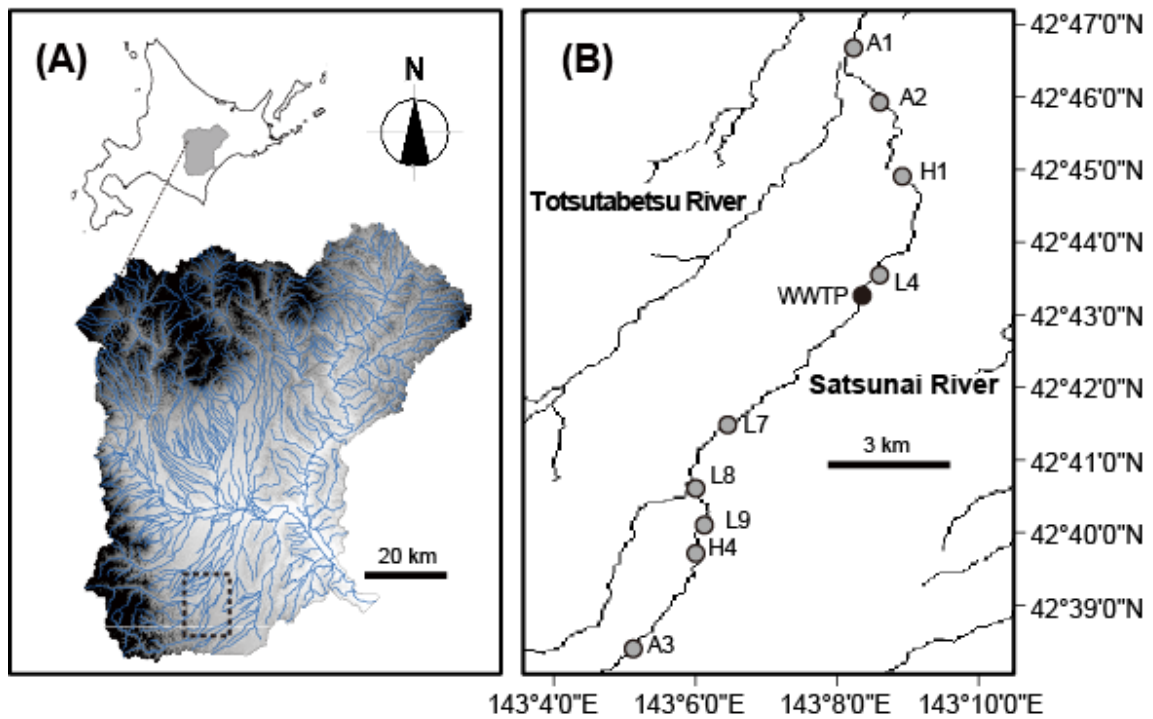 (A)
N
20 km
(B)
A1
A2
H1
Totsutabetsu River
L4
WWTP
Satsunai River
L7
3 km
L8
L9
H4
A3
42°47'0"N
42°46'0"N
42°45'0"N
42°44'0"N
42°43'0"N
42°42'0"N
42°41'0"N
42°40'0"N
42°39'0"N
143°4'0"E
143°6'0"E
143°8'0"E
143°10'0"E